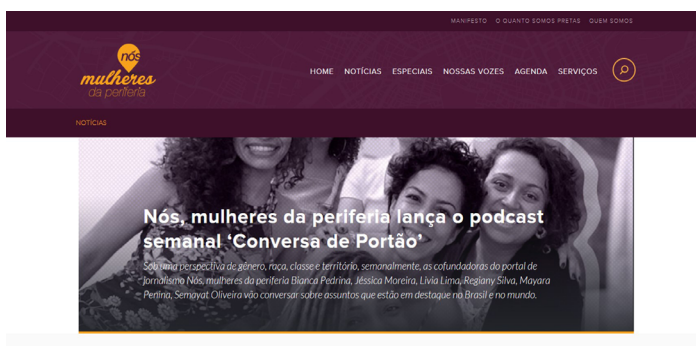 MANIFESTO O QUANTO SOMOS PRETAS QUEM SOMOS
nós
mulheres
da periferia
HOME NOTÍCIAS ESPECIAIS NOSSAS VOZES AGENDA SERVIÇOS
NOTÍCIAS
Nós, mulheres da periferia lança o podcast
semanal ‘Conversa de Portão’
Sob uma perspectiva de gênero, raça, classe e território, semanalmente, as cofundadoras do portal de
jornalismo Nós, mulheres da periferia Bianca Pedrina, Jéssica Moreira, Lívia Lima, Regiany Silva, Mayara
Penina, Semayat Oliveira vão conversar sobre assuntos que estão em destaque no Brasil e no mundo.